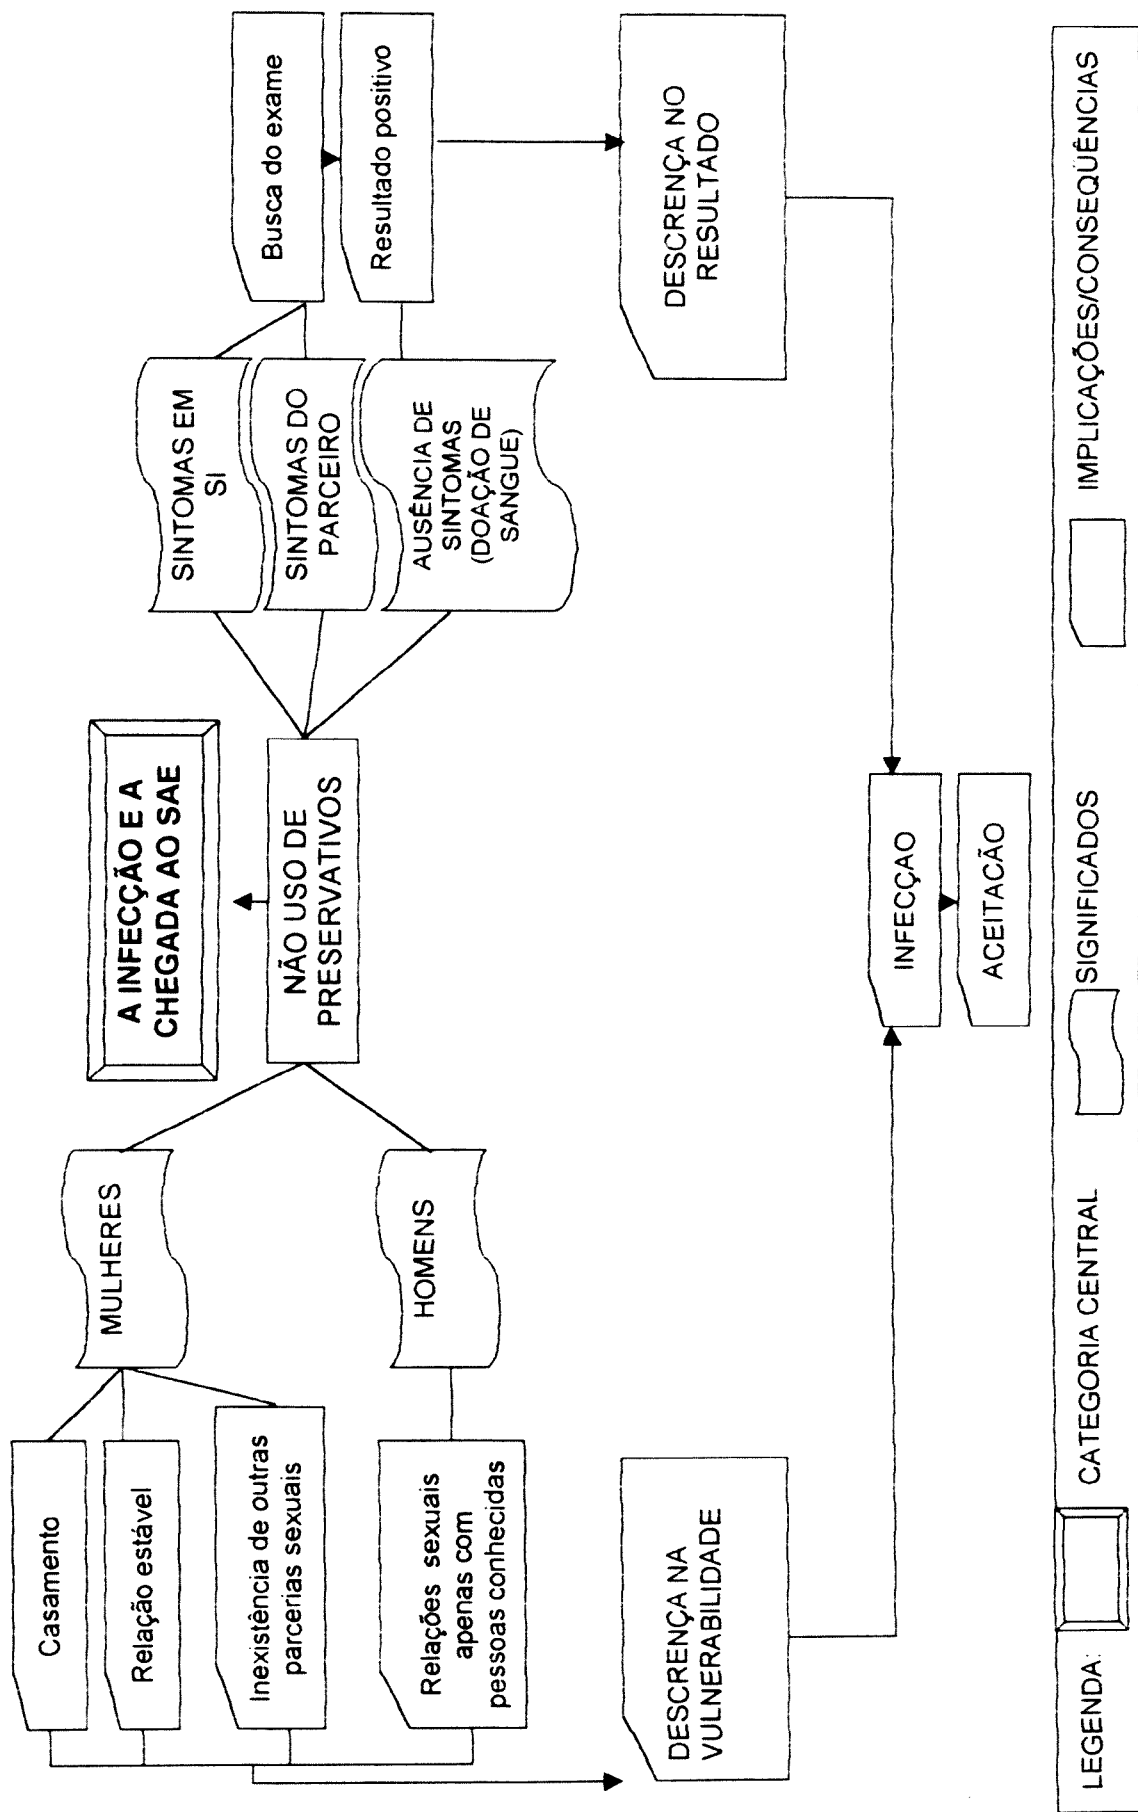 A INFECÇÃO E A
CHEGADA AO SAE
NÃO USO DE
PRESERVATIVOS
MULHERES
HOMENS
Casamento
Relação estável
Inexistência de outras
parcerias sexuais
Relações sexuais
apenas com
pessoas conhecidas
SINTOMAS EM
SI
SINTOMAS DO
PARCEIRO
AUSÊNCIA DE
SINTOMAS
(DOAÇÃO DE
SANGUE)
Busca do exame
Resultado positivo
DESCRENÇA NA
VULNERABILIDADE
DESCRENÇA NO
RESULTADO
INFECÇAO
ACEITACÃO
LEGENDA:
CATEGORIA CENTRAL
SIGNIFICADOS
IMPLICAÇÕES/CONSEQÜÊNCIAS